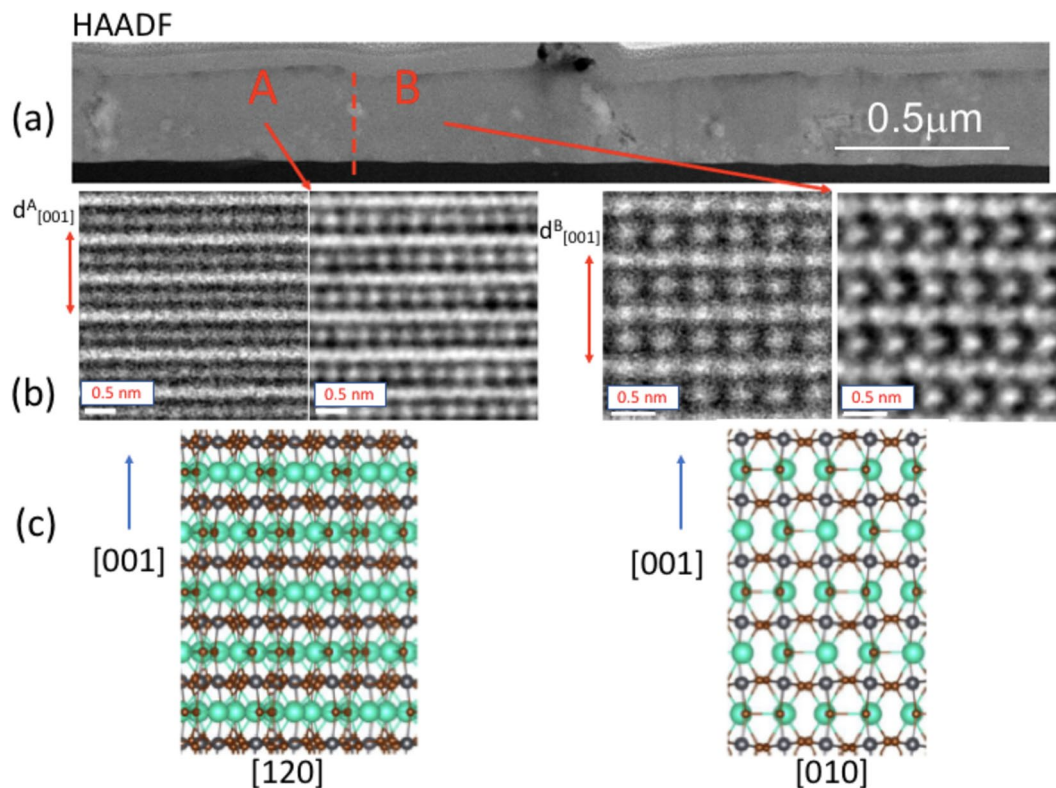 HAADF
(a)
A
B
0.5μm
d^A[001]
d^B[001]
(b)
0.5 nm
0.5 nm
0.5 nm
0.5 nm
(c)
[001]
[001]
[120]
[010]